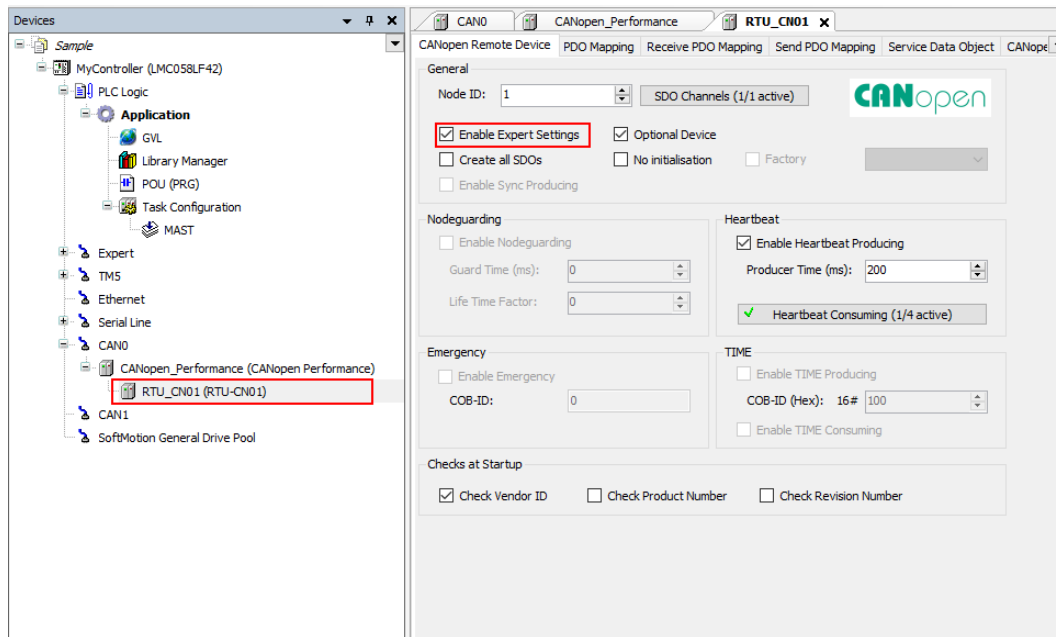 Devices
Sample
MyController (LMC058LF42)
PLC Logic
Application
GVL
Library Manager
POU (PRG)
Task Configuration
MAST
Expert
TM5
Ethernet
Serial Line
CAN0
CANopen_Performance (CANopen Performance)
RTU_CN01 (RTU-CN01)
CAN1
SoftMotion General Drive Pool
CAN0 CANopen_Performance RTU_CN01
CANopen Remote Device PDO Mapping Receive PDO Mapping Send PDO Mapping Service Data Object CANope
General
Node ID: 1 SDO Channels (1/1 active) CANopen
Enable Expert Settings Optional Device
Create all SDOs No initialisation Factory
Enable Sync Producing
Nodeguarding
Enable Nodeguarding
Guard Time (ms): 0
Life Time Factor: 0
Heartbeat
Enable Heartbeat Producing
Producer Time (ms): 200
Heartbeat Consuming (1/4 active)
Emergency
Enable Emergency
COB-ID: 0
TIME
Enable TIME Producing
COB-ID (Hex): 16# 100
Enable TIME Consuming
Checks at Startup
Check Vendor ID Check Product Number Check Revision Number